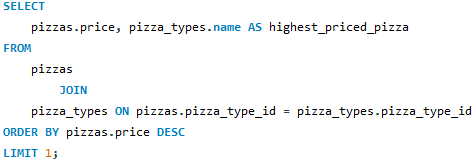 SELECT
pizzas.price, pizza_types.name AS highest_priced_pizza
FROM
pizzas
JOIN
pizza_types ON pizzas.pizza_type_id = pizza_types.pizza_type_id
ORDER BY pizzas.price DESC
LIMIT 1;